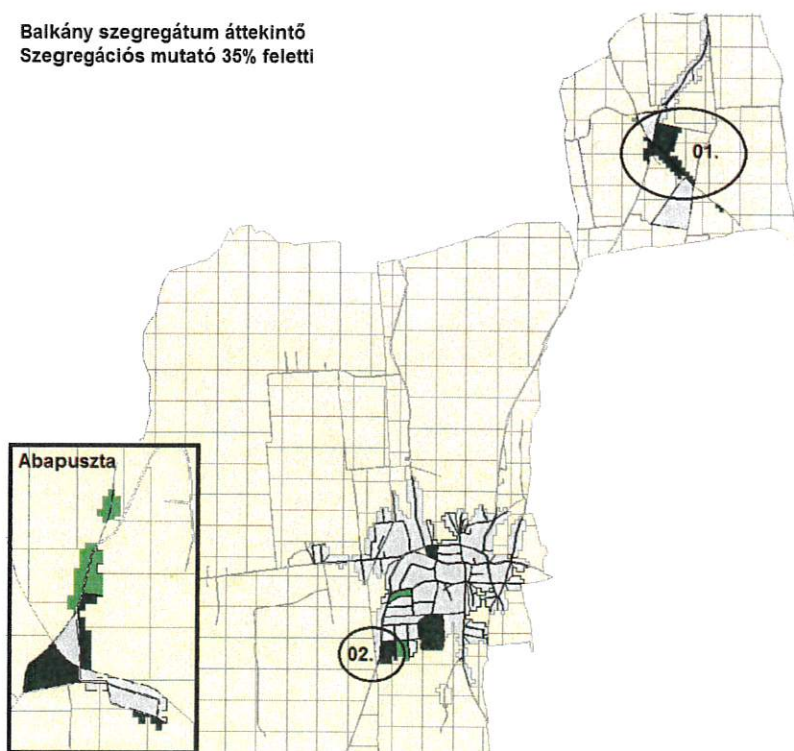 Balkány szegregátum áttekintő
Szegregációs mutató 35% feletti
01.
Abapuszta
02.